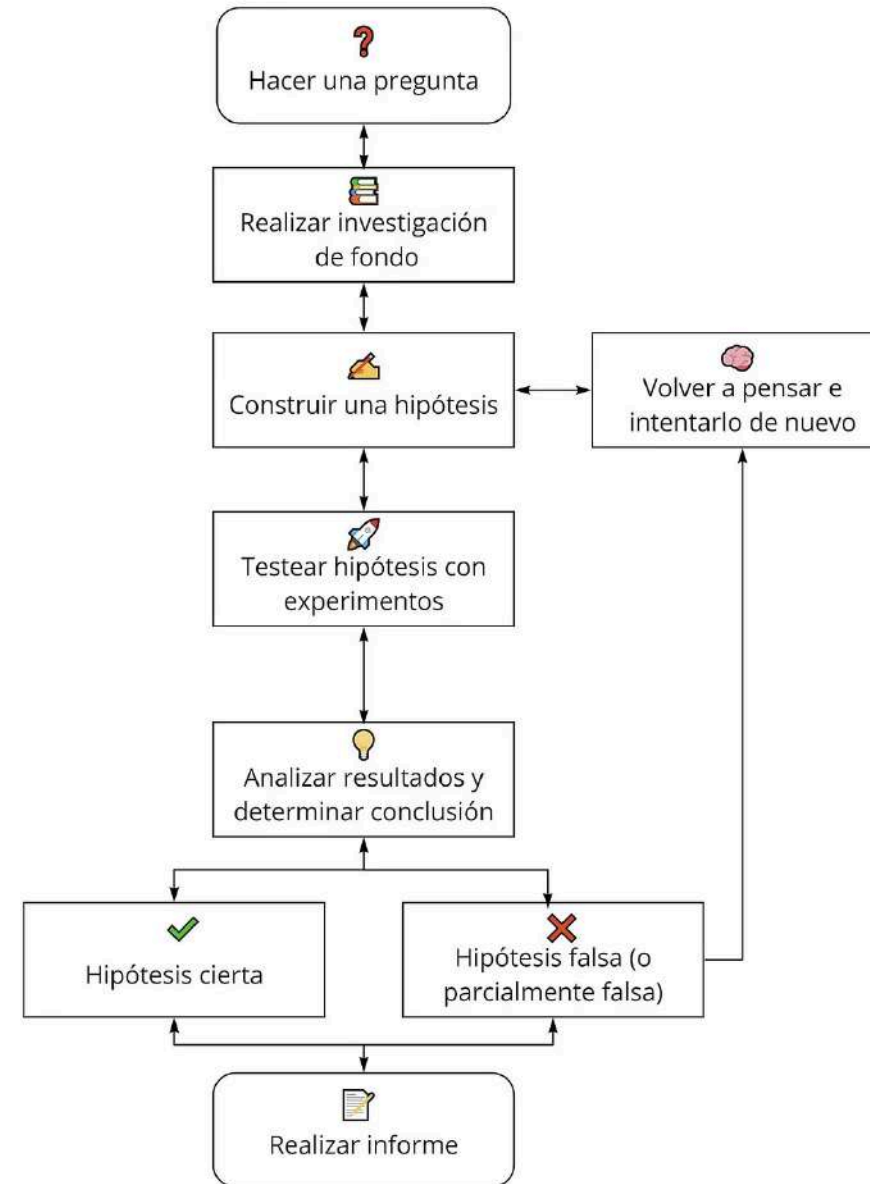 Hacer una pregunta
Realizar investigación
de fondo
Construir una hipótesis
Volver a pensar e
intentarlo de nuevo
Testear hipótesis con
experimentos
Analizar resultados y
determinar conclusión
Hipótesis cierta
Hipótesis falsa (o
parcialmente falsa)
Realizar informe